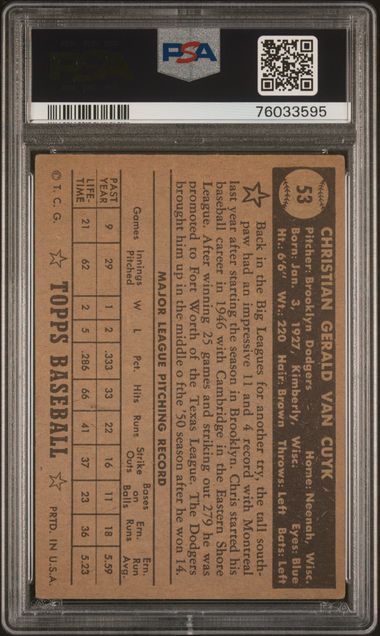 PSA
PSA
76033595
53
CHRISTIAN GERALD VAN CUYK
Pitcher: Brooklyn Dodgers Home: Neenah, Wisc.
Born: Jan. 3, 1927, Kimberly, Wisc. Eyes: Blue
Ht.: 6'6" Wt.: 220 Hair: Brown Throws: Left Bats: Left
Back in the Big Leagues for another try, the tall south-
paw had an impressive 11 and 4 record with Montreal
last year after starting the season in Brooklyn. Chris started his
baseball career in 1946 with Cambridge in the Eastern Shore
League. After winning 25 games and striking out 279 he was
promoted to Fort Worth of the Texas League. The Dodgers
brought him up in the middle o fthe '50 season after he won 14.
MAJOR LEAGUE PITCHING RECORD
Games Innings Pitched W L Pct. Hits Runs Strike Outs Bases on Balls Ern. Runs Ern. Run Avg.
PAST YEAR 9 29 1 2 .333 33 22 16 11 18 5.59
LIFE-TIME 21 62 2 5 .286 66 41 37 23 36 5.23
© T. C. G. TOPPS BASEBALL PRTD. IN U.S.A.